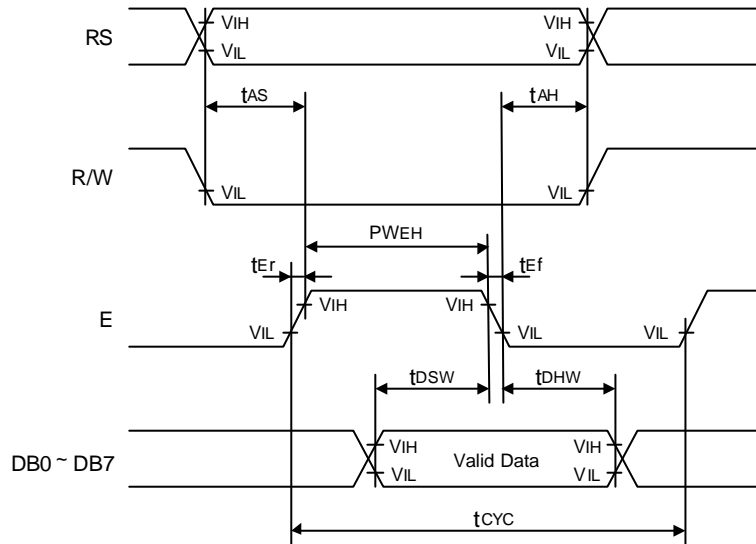 RS VIH VIH
VIL VIL
tAS tAH
R/W VIL VIL
PWEH
tEr tEf
E VIH VIH
VIL VIL VIL
tDSW tDHW
DB0 ~ DB7 VIH Valid Data VIH
VIL VIL
tCYC